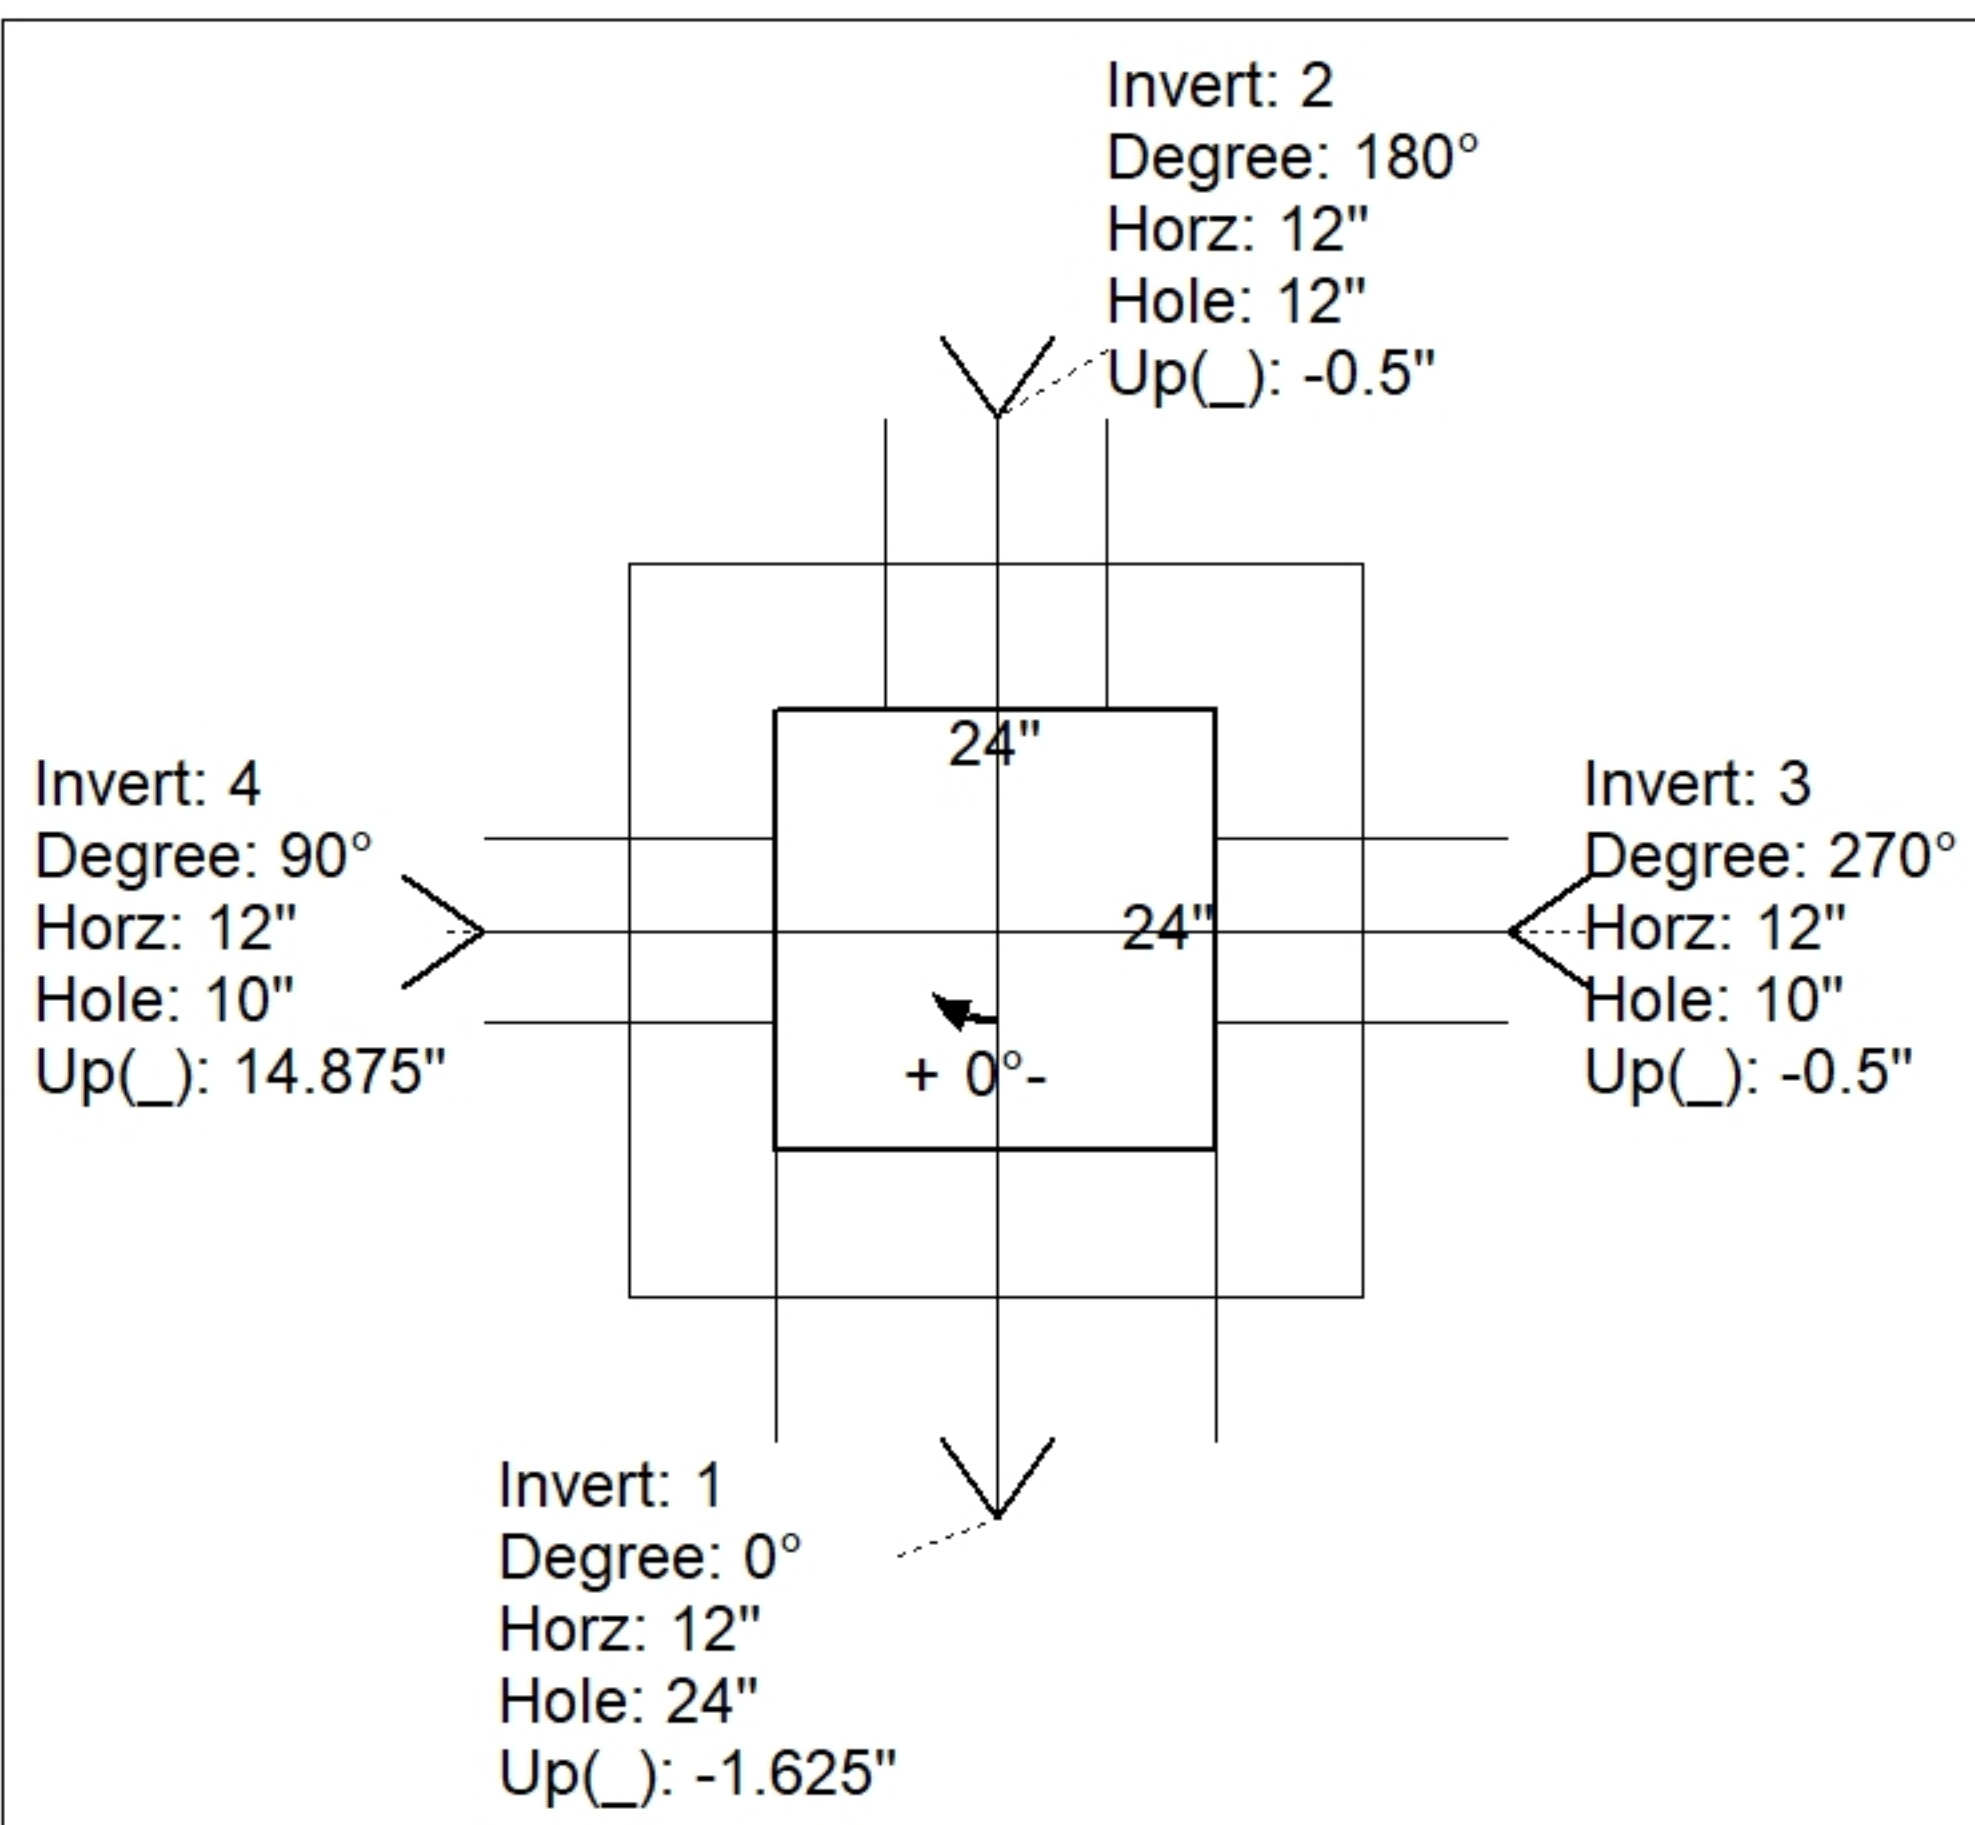 Invert: 2
Degree: 180°
Horz: 12"
Hole: 12"
Up(_): -0.5"
24"
Invert: 4
Degree: 90°
Horz: 12"
Hole: 10"
Up(_): 14.875"
24"
+ 0°-
Invert: 3
Degree: 270°
Horz: 12"
Hole: 10"
Up(_): -0.5"
Invert: 1
Degree: 0°
Horz: 12"
Hole: 24"
Up(_): -1.625"